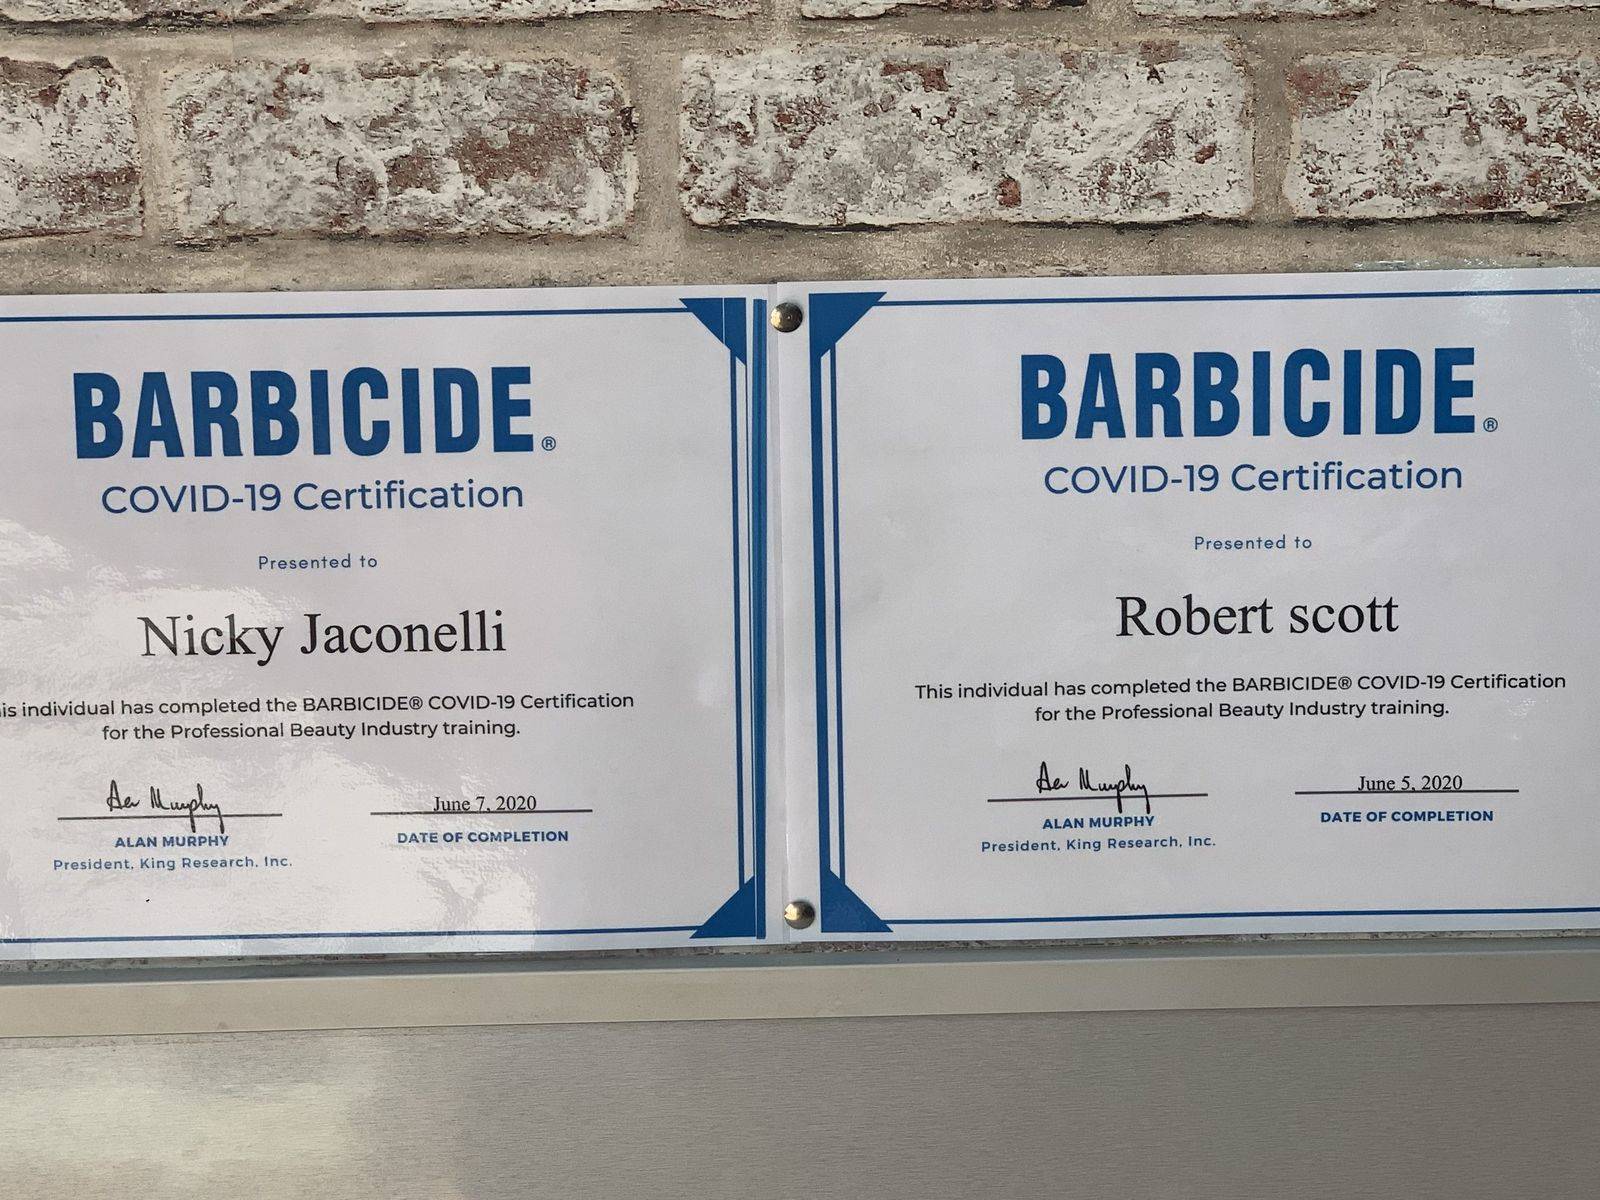 BARBICIDE®
COVID-19 Certification
Presented to
Nicky Jaconelli
individual has completed the BARBICIDE® COVID-19 Certification
for the Professional Beauty Industry training.
June 7, 2020
ALAN MURPHY
DATE OF COMPLETION
President, King Research, Inc.
BARBICIDE®
COVID-19 Certification
Presented to
Robert scott
This individual has completed the BARBICIDE® COVID-19 Certification
for the Professional Beauty Industry training.
June 5, 2020
ALAN MURPHY
DATE OF COMPLETION
President, King Research, Inc.